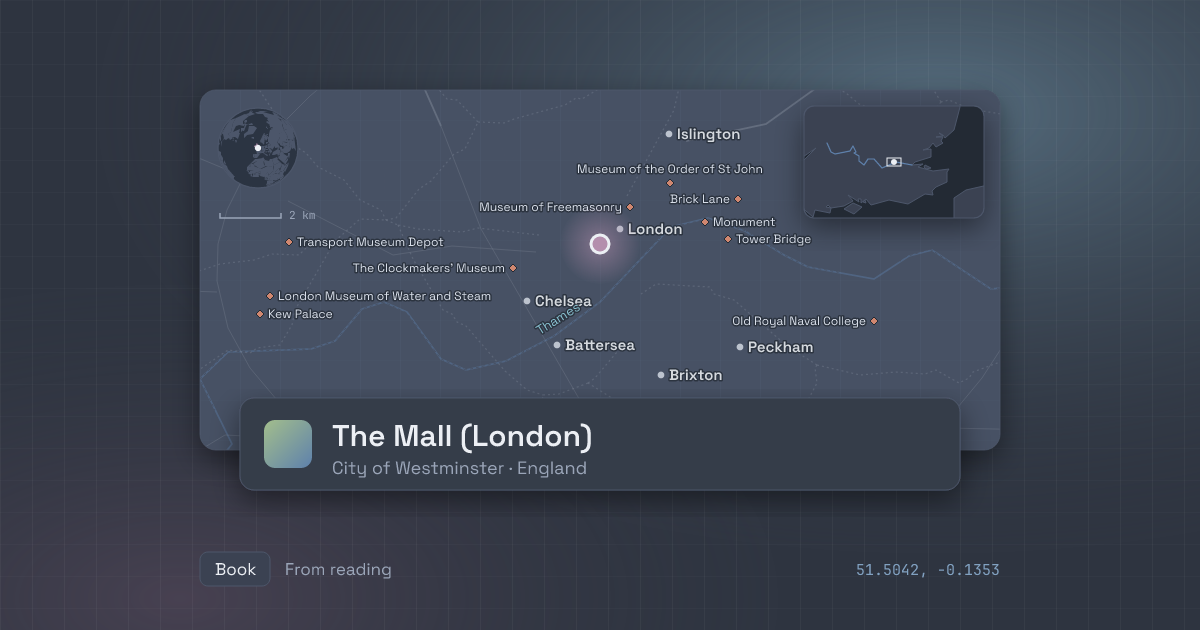 Islington
Museum of the Order of St John
Brick Lane
Museum of Freemasonry
2 km
Monument
London
Tower Bridge
Transport Museum Depot
The Clockmakers' Museum
London Museum of Water and Steam
Chelsea
Kew Palace
Thames
Old Royal Naval College
Battersea
Peckham
Brixton
The Mall (London)
City of Westminster · England
Book
From reading
51.5042, -0.1353